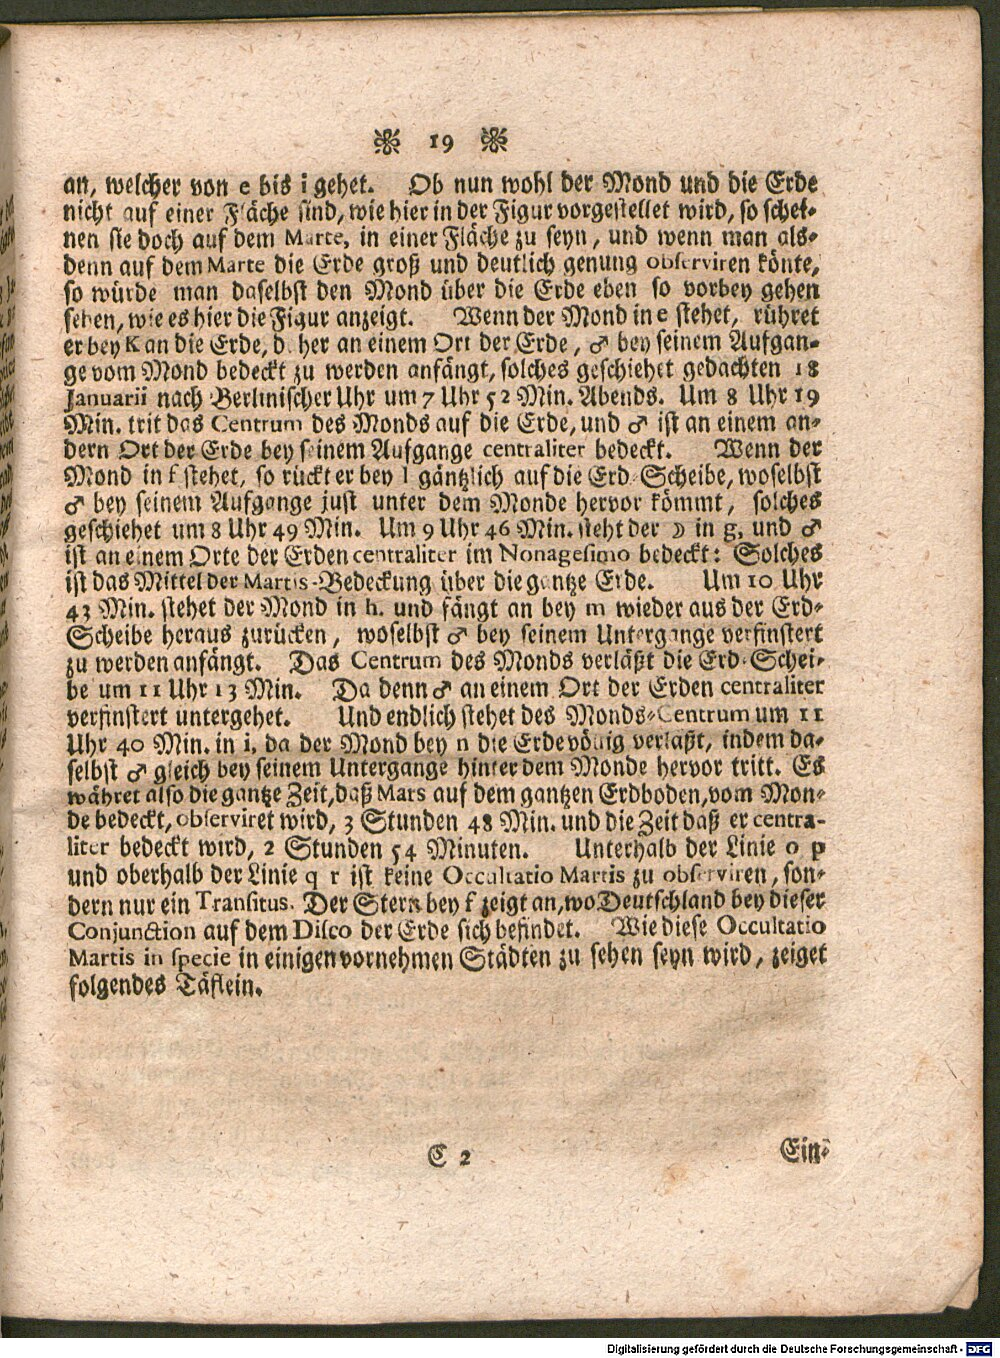 19
an, welcher von e bis i gehet. Ob nun wohl der Mond und die Erde
nicht auf einer Fläche sind, wie hier in der Figur vorgestellet wird, so schei-
nen sie doch auf dem Marte, in einer Fläche zu seyn, und wenn man als-
denn auf dem Marte die Erde groß und deutlich genung observiren könte,
so würde man daselbst den Mond über die Erde eben so vorbey gehen
sehen, wie es hier die Figur anzeigt. Wenn der Mond in e stehet, rühret
er bey K an die Erde, daher an einem Ort der Erde, ♂ bey seinem Aufgan-
ge vom Mond bedeckt zu werden anfängt, solches geschiehet gedachten 18
Januarii nach Berlinischer Uhr um 7 Uhr 52 Min. Abends. Um 8 Uhr 19
Min. trit das Centrum des Monds auf die Erde, und ♂ ist an einem an-
dern Ort der Erde bey seinem Aufgange centraliter bedeckt. Wenn der
Mond in f stehet, so rückt er bey l gäntzlich auf die Erd-Scheibe, woselbst
♂ bey seinem Aufgange just unter dem Monde hervor kömmt, solches
geschiehet um 8 Uhr 49 Min. Um 9 Uhr 46 Min. steht der ☽ in g, und ♂
ist an einem Orte der Erden centraliter im Nonagesimo bedeckt: Solches
ist das Mittel der Martis-Bedeckung über die gantze Erde. Um 10 Uhr
43 Min. stehet der Mond in h. und fängt an bey m wieder aus der Erd-
Scheibe heraus zurücken, woselbst ♂ bey seinem Untergange verfinstert
zu werden anfängt. Das Centrum des Monds verläßt die Erd-Schei-
be um 11 Uhr 13 Min. Da denn ♂ an einem Ort der Erden centraliter
verfinstert untergehet. Und endlich stehet des Monds-Centrum um 11
Uhr 40 Min. in i, da der Mond bey n die Erde völlig verläßt, indem da-
selbst ♂ gleich bey seinem Untergange hinter dem Monde hervor tritt. Es
währet also die gantze Zeit, daß Mars auf dem gantzen Erdboden, vom Mon-
de bedeckt, observiret wird, 3 Stunden 48 Min. und die Zeit daß er centra-
liter bedeckt wird, 2 Stunden 54 Minuten. Unterhalb der Linie o p
und oberhalb der Linie q r ist keine Occultatio Martis zu observiren, son-
dern nur ein Transitus. Der Stern bey f zeigt an, wo Deutschland bey dieser
Conjunction auf dem Disco der Erde sich befindet. Wie diese Occultatio
Martis in specie in einigen vornehmen Städten zu sehen seyn wird, zeiget
folgendes Täflein.
C 2 Ein-
Digitalisierung gefördert durch die Deutsche Forschungsgemeinschaft - DFG